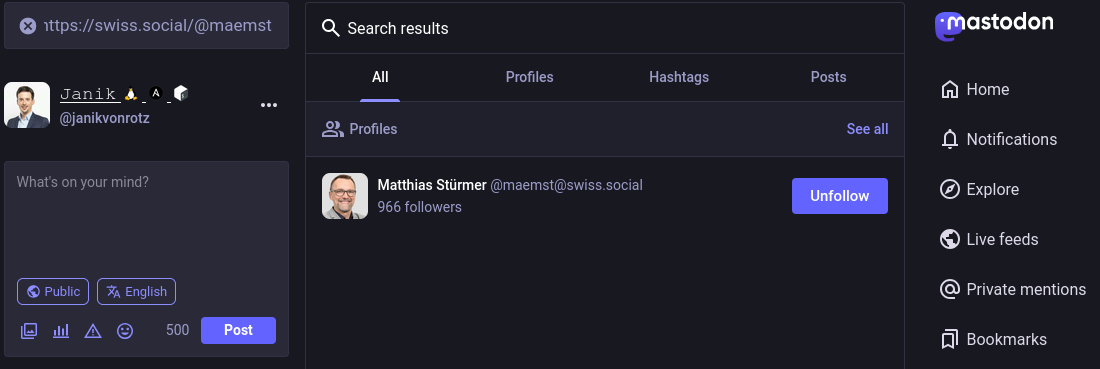 https://swiss.social/@maemst
Janik
@janikvonrotz
What's on your mind?
Public
English
500
Post
Search results
All
Profiles
Hashtags
Posts
Profiles
See all
Matthias Stürmer @maemst@swiss.social
966 followers
Unfollow
mastodon
Home
Notifications
Explore
Live feeds
Private mentions
Bookmarks